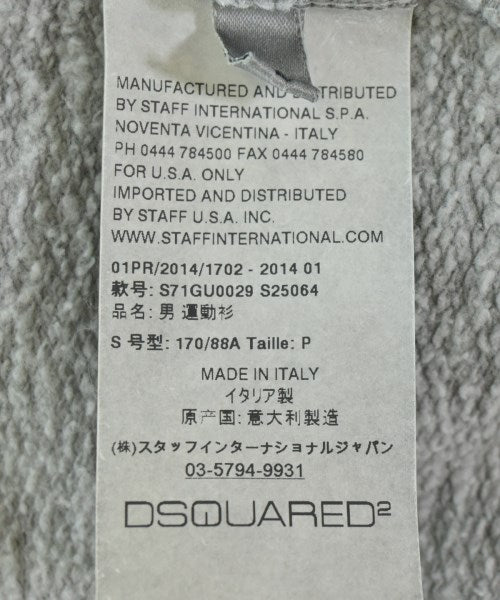 MANUFACTURED AND DISTRIBUTED
BY STAFF INTERNATIONAL S.P.A.
NOVENTA VICENTINA - ITALY
PH 0444 784500 FAX 0444 784580
FOR U.S.A. ONLY
IMPORTED AND DISTRIBUTED
BY STAFF U.S.A. INC.
WWW.STAFFINTERNATIONAL.COM
01PR/2014/1702 - 2014 01
款号: S71GU0029 S25064
品名: 男 運動衫
S 号型: 170/88A Taille: P
MADE IN ITALY
イタリア製
原产国: 意大利製造
(株)スタッフインターナショナルジャパン
03-5794-9931
DSQUARED2